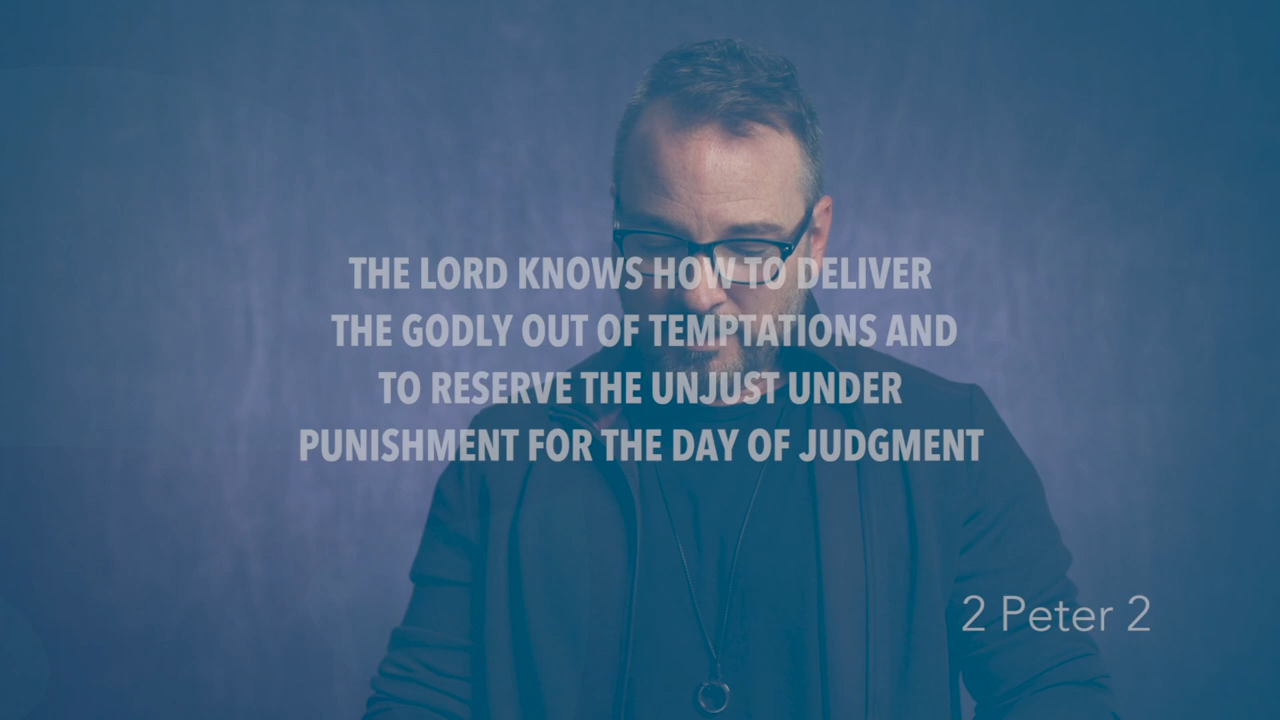 THE LORD KNOWS HOW TO DELIVER
THE GODLY OUT OF TEMPTATIONS AND
TO RESERVE THE UNJUST UNDER
PUNISHMENT FOR THE DAY OF JUDGMENT
2 Peter 2